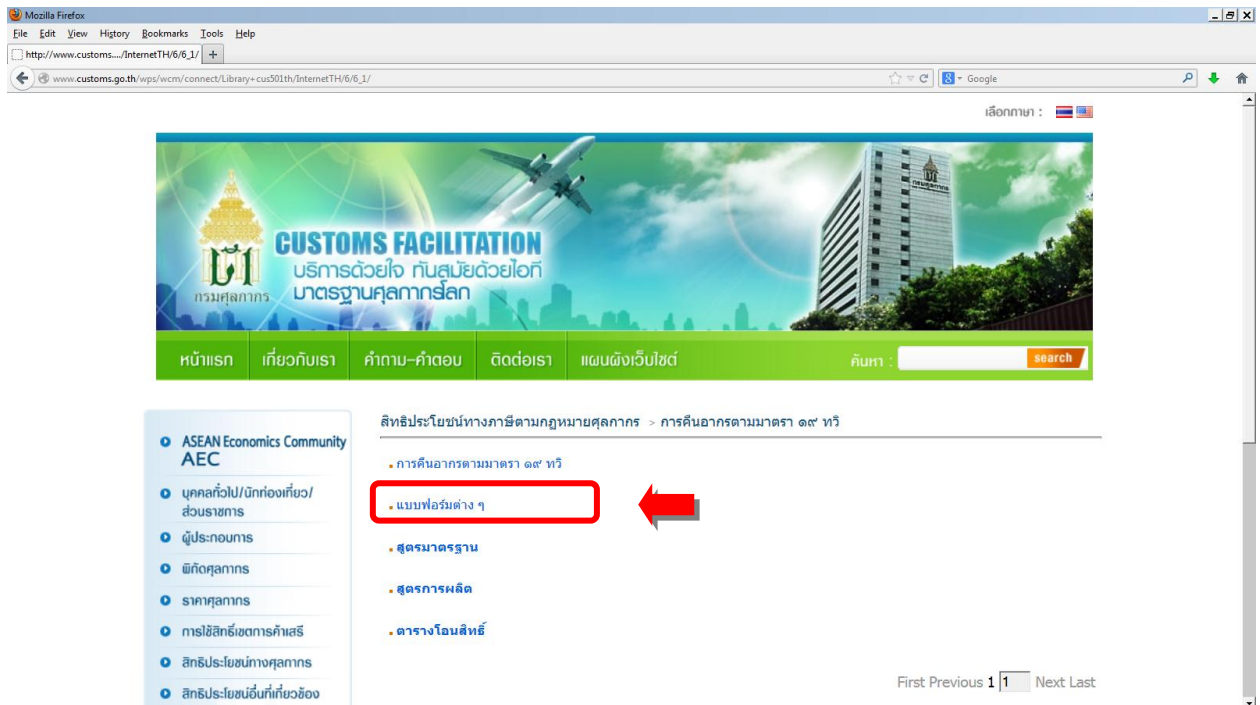 Mozilla Firefox
File Edit View History Bookmarks Tools Help
http://www.customs..../InternetTH/6/6_1/ +
www.customs.go.th/wps/wcm/connect/Library+cus501th/InternetTH/6/6_1/ Google
เลือกภาษา :
CUSTOMS FACILITATION
บริการด้วยใจ ทันสมัยด้วยไอที
มาตรฐานศุลกากรโลก
กรมศุลกากร
กรมศุลกากร
หน้าแรก เกี่ยวกับเรา คำถาม-คำตอบ ติดต่อเรา แผนผังเว็บไซต์ ค้นหา : search
สิทธิประโยชน์ทางภาษีตามกฎหมายศุลกากร > การคืนอากรตามมาตรา ๑๙ ทวิ
ASEAN Economics Community
AEC
บุคคลทั่วไป/นักท่องเที่ยว/
ส่วนราชการ
ผู้ประกอบการ
พิกัดศุลกากร
ราคาศุลกากร
การใช้สิทธิ์เขตการค้าเสรี
สิทธิประโยชน์ทางศุลกากร
สิทธิประโยชน์อื่นที่เกี่ยวข้อง
การคืนอากรตามมาตรา ๑๙ ทวิ
แบบฟอร์มต่าง ๆ
สูตรมาตรฐาน
สูตรการผลิต
ตารางโอนสิทธิ์
First Previous 1 1 Next Last